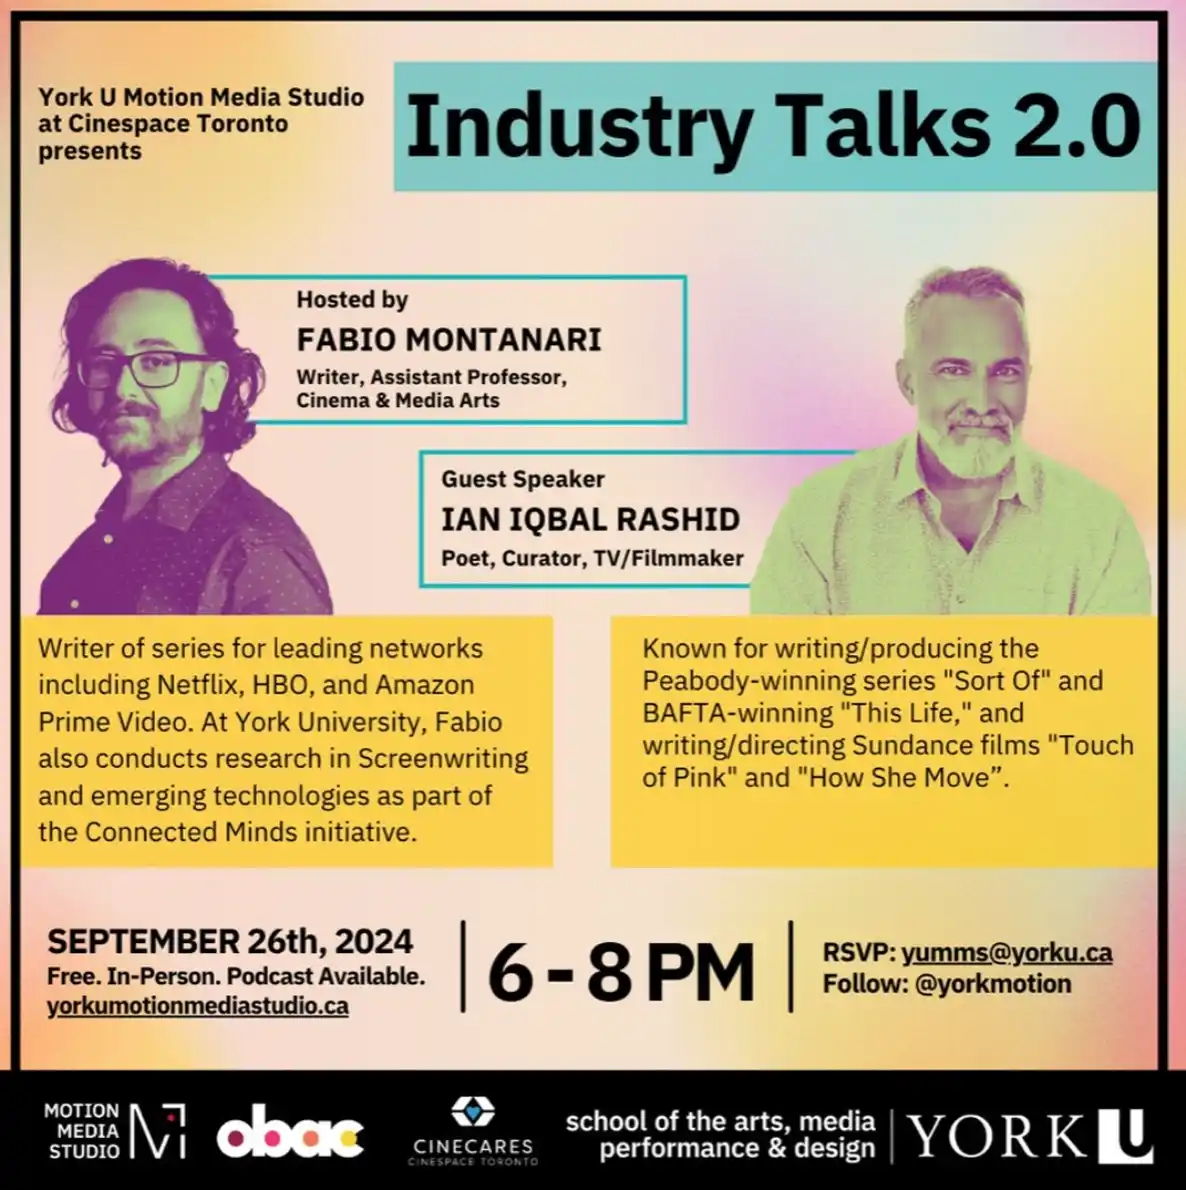 York U Motion Media Studio
at Cinespace Toronto
presents
Industry Talks 2.0
Hosted by
FABIO MONTANARI
Writer, Assistant Professor,
Cinema & Media Arts
Guest Speaker
IAN IQBAL RASHID
Poet, Curator, TV/Filmmaker
Writer of series for leading networks
including Netflix, HBO, and Amazon
Prime Video. At York University, Fabio
also conducts research in Screenwriting
and emerging technologies as part of
the Connected Minds initiative.
Known for writing/producing the
Peabody-winning series "Sort Of" and
BAFTA-winning "This Life," and
writing/directing Sundance films "Touch
of Pink" and "How She Move”.
SEPTEMBER 26th, 2024
Free. In-Person. Podcast Available.
yorkumotionmediastudio.ca
6 - 8 PM
RSVP: yumms@yorku.ca
Follow: @yorkmotion
MOTION
MEDIA
STUDIO
obac
CINECARES
CINESPACE TORONTO
school of the arts, media
performance & design
YORK U